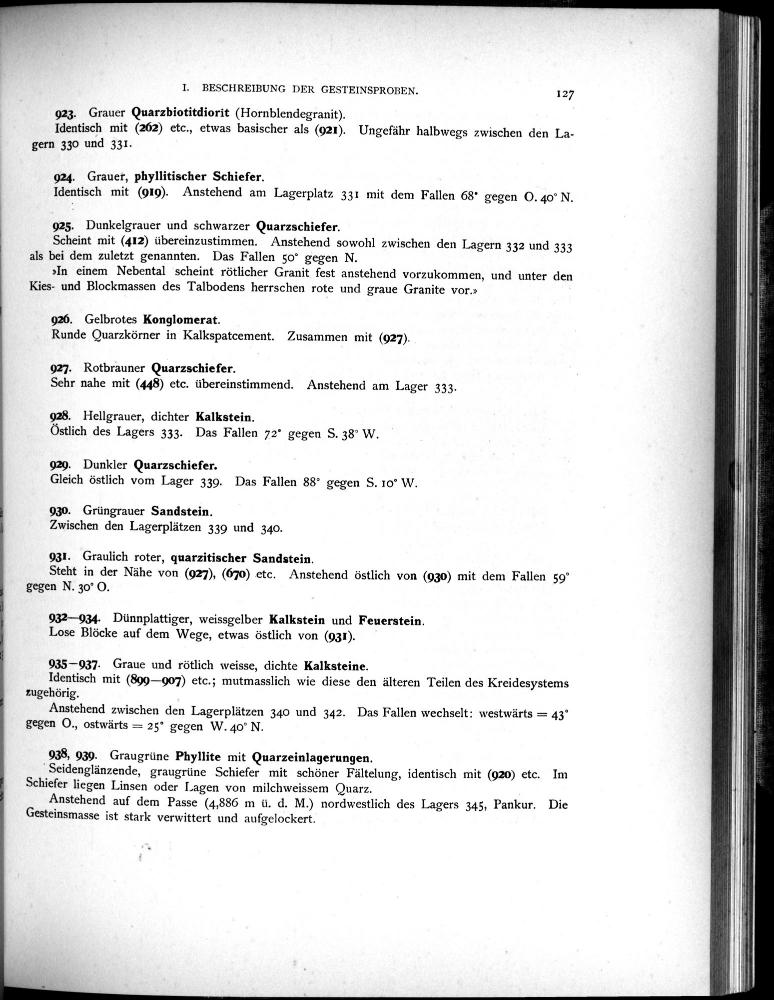 I. BESCHREIBUNG DER GESTEINSPROBEN.
127
923. Grauer Quarzbiotitdiorit (Hornblendegranit).
Identisch mit (262) etc., etwas basischer als (921). Ungefähr halbwegs zwischen den La-
gern 330 und 331.
924. Grauer, phyllitischer Schiefer.
Identisch mit (919). Anstehend am Lagerplatz 331 mit dem Fallen 68° gegen O. 40° N.
925. Dunkelgrauer und schwarzer Quarzschiefer.
Scheint mit (412) übereinzustimmen. Anstehend sowohl zwischen den Lagern 332 und 333
als bei dem zuletzt genannten. Das Fallen 50° gegen N.
»In einem Nebental scheint rötlicher Granit fest anstehend vorzukommen, und unter den
Kies- und Blockmassen des Talbodens herrschen rote und graue Granite vor.»
926. Gelbrotes Konglomerat.
Runde Quarzkörner in Kalkspatcement. Zusammen mit (927).
927. Rotbrauner Quarzschiefer.
Sehr nahe mit (448) etc. übereinstimmend. Anstehend am Lager 333.
928. Hellgrauer, dichter Kalkstein.
Östlich des Lagers 333. Das Fallen 72° gegen S. 38° W.
929. Dunkler Quarzschiefer.
Gleich östlich vom Lager 339. Das Fallen 88° gegen S. 10° W.
930. Grüngrauer Sandstein.
Zwischen den Lagerplätzen 339 und 340.
931. Graulich roter, quarzitischer Sandstein.
Steht in der Nähe von (927), (670) etc. Anstehend östlich von (930) mit dem Fallen 59°
gegen N. 30° O.
932—934. Dünnplattiger, weissgelber Kalkstein und Feuerstein.
Lose Blöcke auf dem Wege, etwas östlich von (931).
935—937. Graue und rötlich weisse, dichte Kalksteine.
Identisch mit (899—907) etc.; mutmasslich wie diese den älteren Teilen des Kreidesystems
zugehörig.
Anstehend zwischen den Lagerplätzen 340 und 342. Das Fallen wechselt: westwärts = 43°
gegen O., ostwärts = 25° gegen W. 40° N.
938, 939. Graugrüne Phyllite mit Quarzeinlagerungen.
Seidenglänzende, graugrüne Schiefer mit schöner Fältelung, identisch mit (920) etc. Im
Schiefer liegen Linsen oder Lagen von milchweissem Quarz.
Anstehend auf dem Passe (4,886 m ü. d. M.) nordwestlich des Lagers 345, Pankur. Die
Gesteinsmasse ist stark verwittert und aufgelockert.